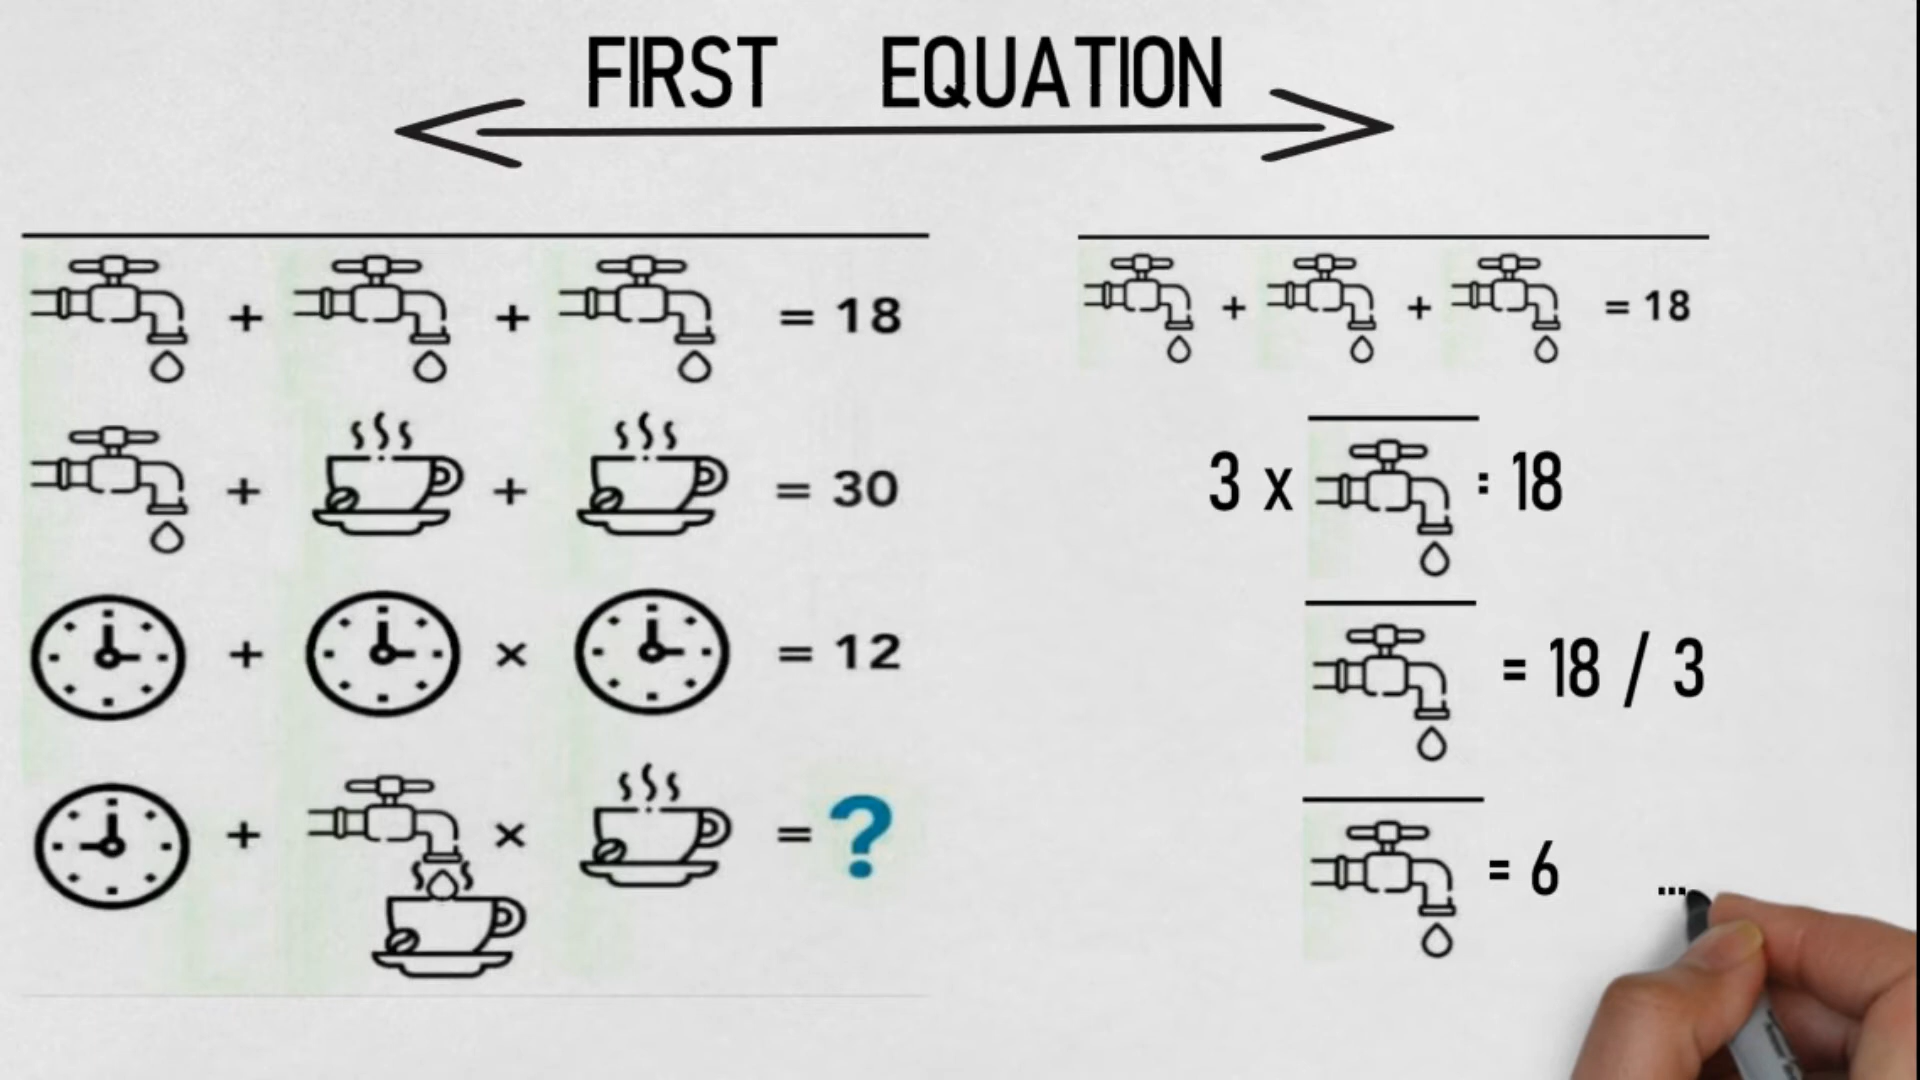 FIRST EQUATION
+ + = 18
+ + = 30
+ × = 12
+ × = ?
+ + = 18
3 x = 18
= 18 / 3
= 6 ...